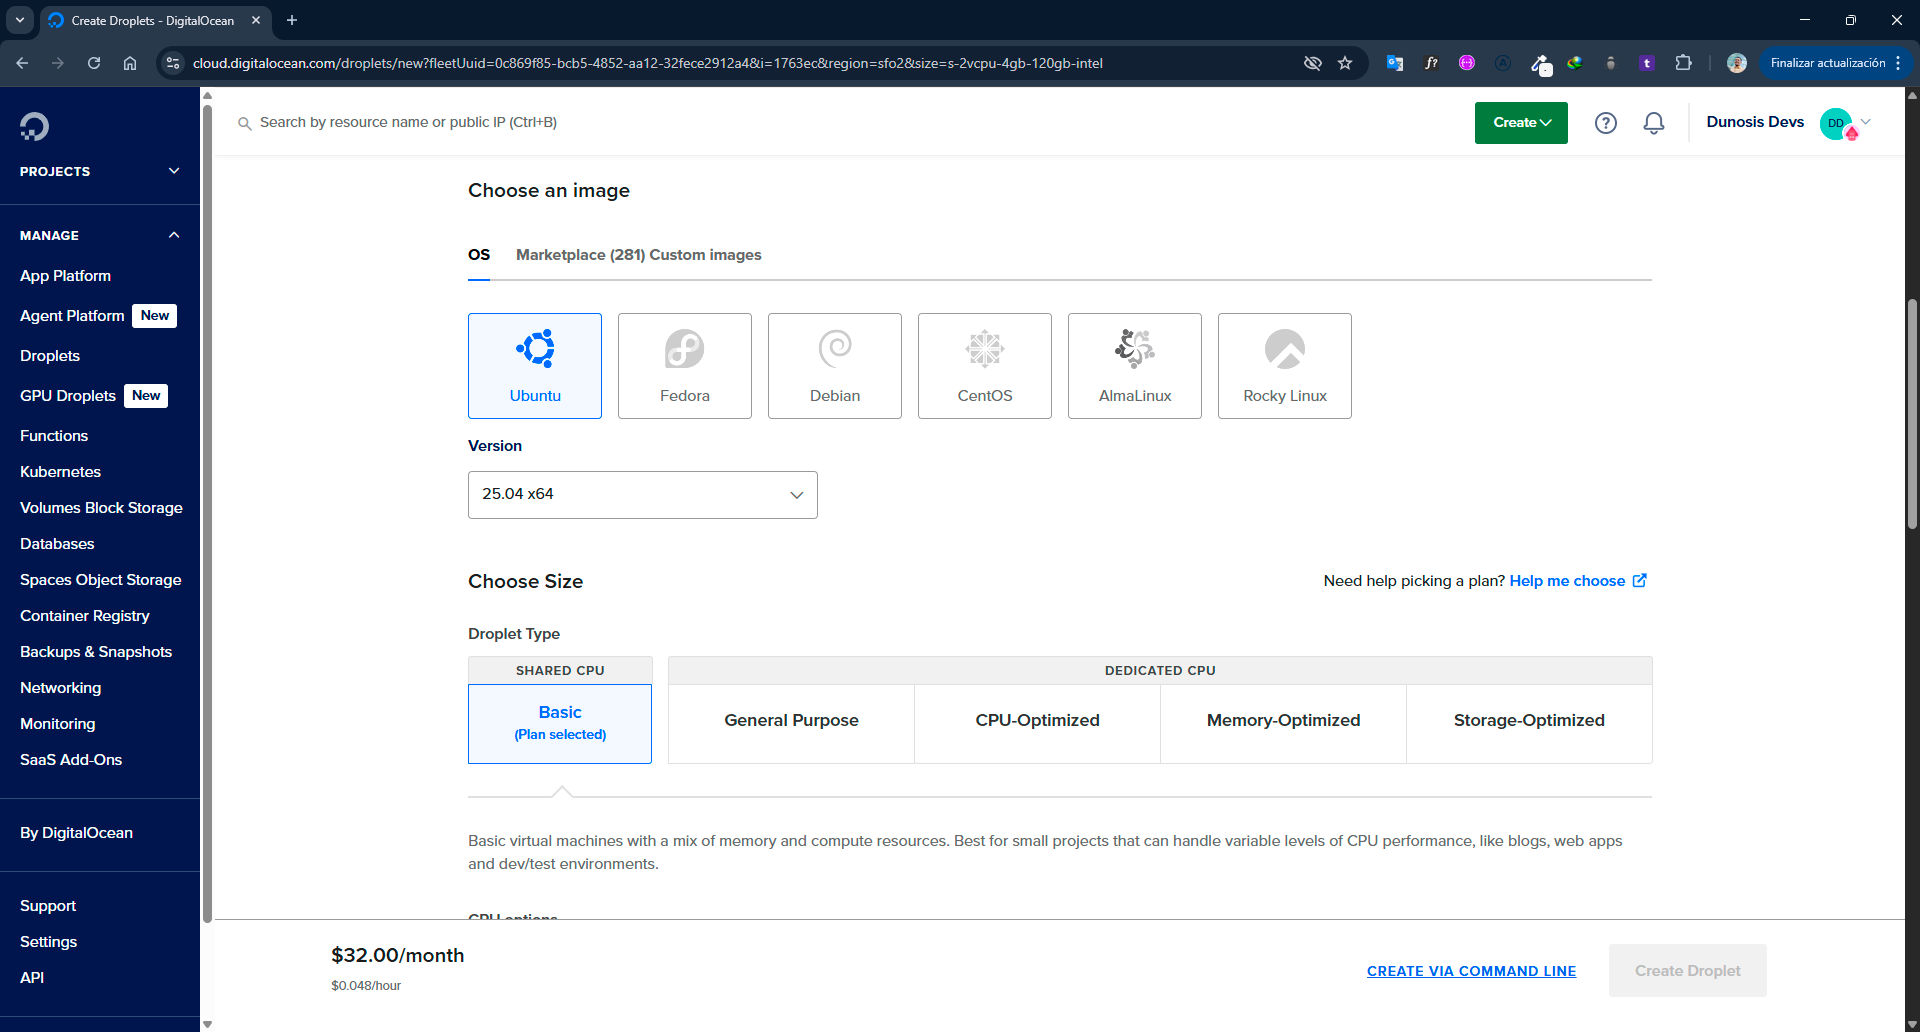 Create Droplets - DigitalOcean
cloud.digitalocean.com/droplets/new?fleetUuid=0c869f85-bcb5-4852-aa12-32fece2912a4&i=1763ec&region=sfo2&size=s-2vcpu-4gb-120gb-intel
Finalizar actualización
PROJECTS
MANAGE
App Platform
Agent Platform New
Droplets
GPU Droplets New
Functions
Kubernetes
Volumes Block Storage
Databases
Spaces Object Storage
Container Registry
Backups & Snapshots
Networking
Monitoring
SaaS Add-Ons
By DigitalOcean
Support
Settings
API
Search by resource name or public IP (Ctrl+B)
Create
Dunosis Devs
DD
Choose an image
OS Marketplace (281) Custom images
Ubuntu
Fedora
Debian
CentOS
AlmaLinux
Rocky Linux
Version
25.04 x64
Choose Size
Need help picking a plan? Help me choose
Droplet Type
SHARED CPU
DEDICATED CPU
Basic
(Plan selected)
General Purpose
CPU-Optimized
Memory-Optimized
Storage-Optimized
Basic virtual machines with a mix of memory and compute resources. Best for small projects that can handle variable levels of CPU performance, like blogs, web apps
and dev/test environments.
CPU options
$32.00/month
$0.048/hour
CREATE VIA COMMAND LINE
Create Droplet